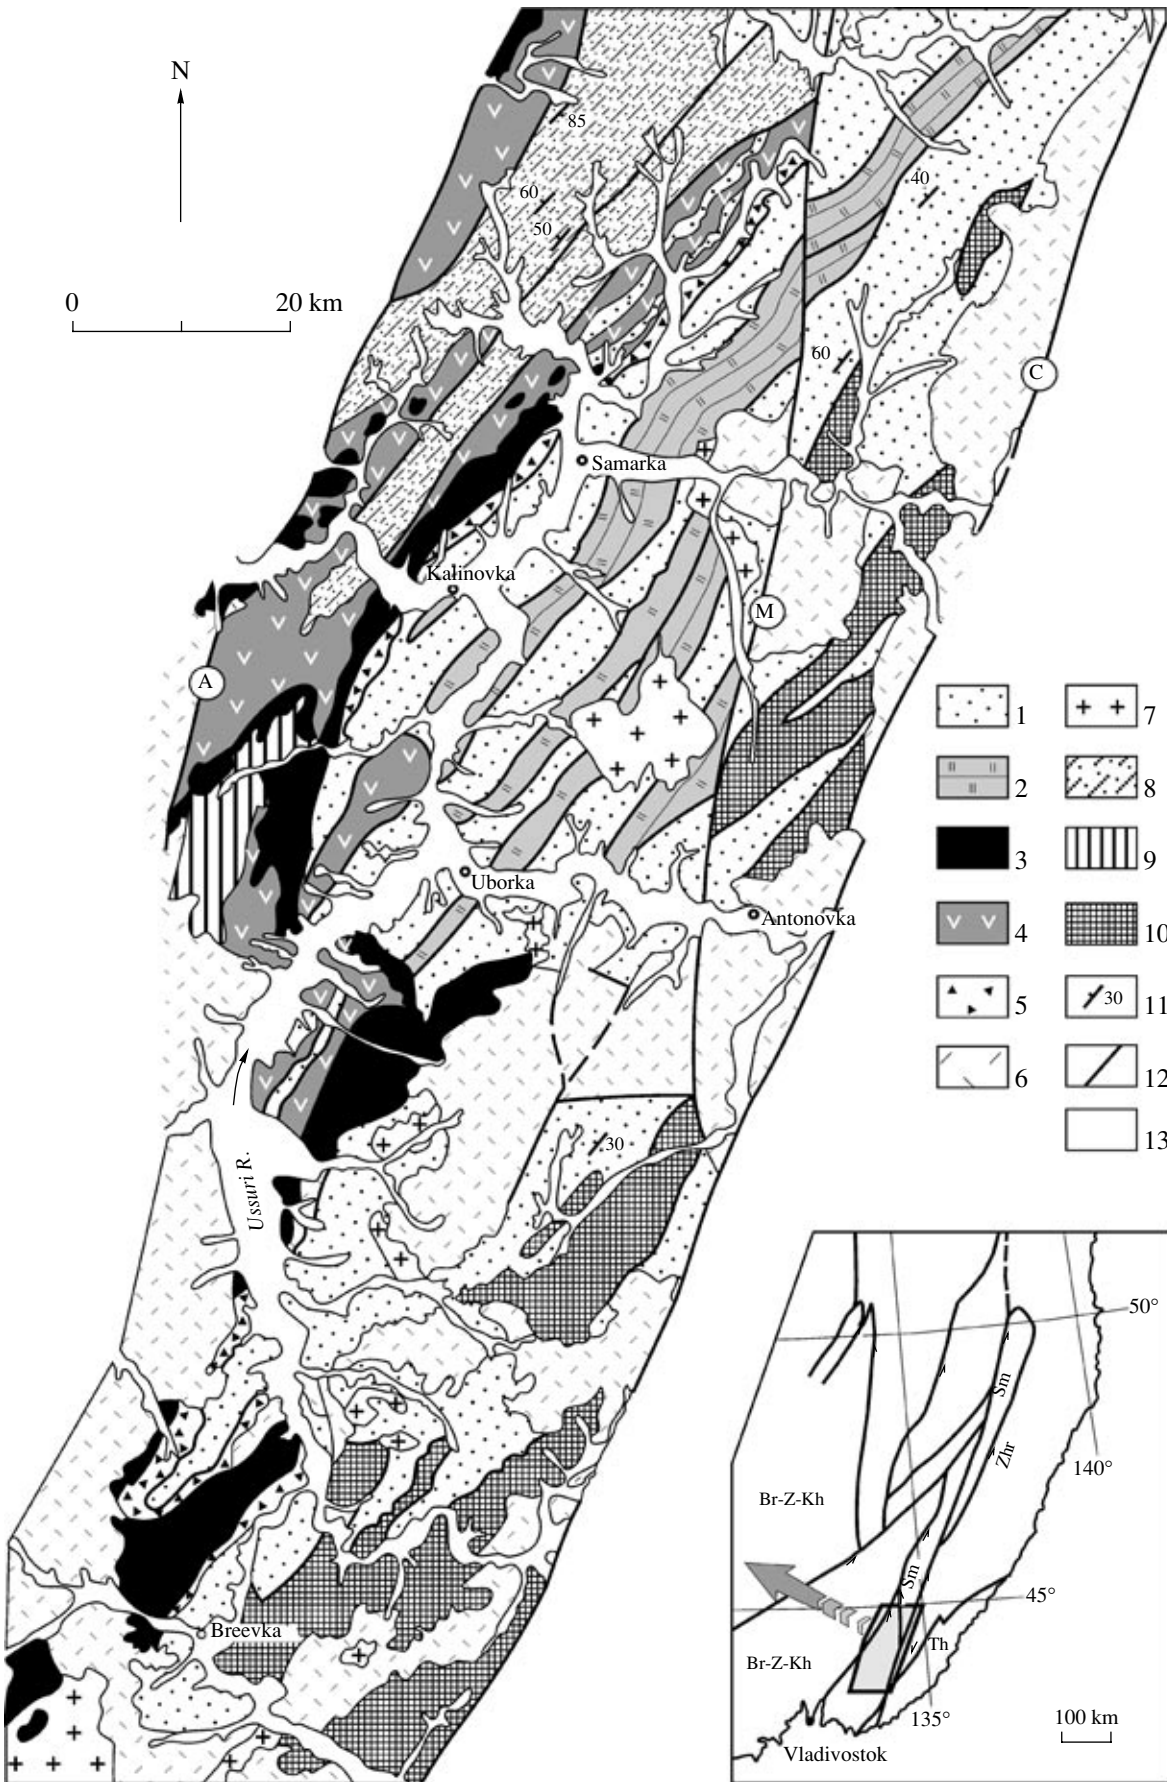 N
85
60
50
40
0 20 km
60
C
Samarka
Kalinovka
M
A
1 7
2 8
3 9
Uborka
Antonovka
4 10
5 30 11
6 12
30
13
Ussuri R.
50°
Sm
Zhr
140°
Br-Z-Kh
Sm
45°
Breevka
Th
Br-Z-Kh
135°
100 km
Vladivostok